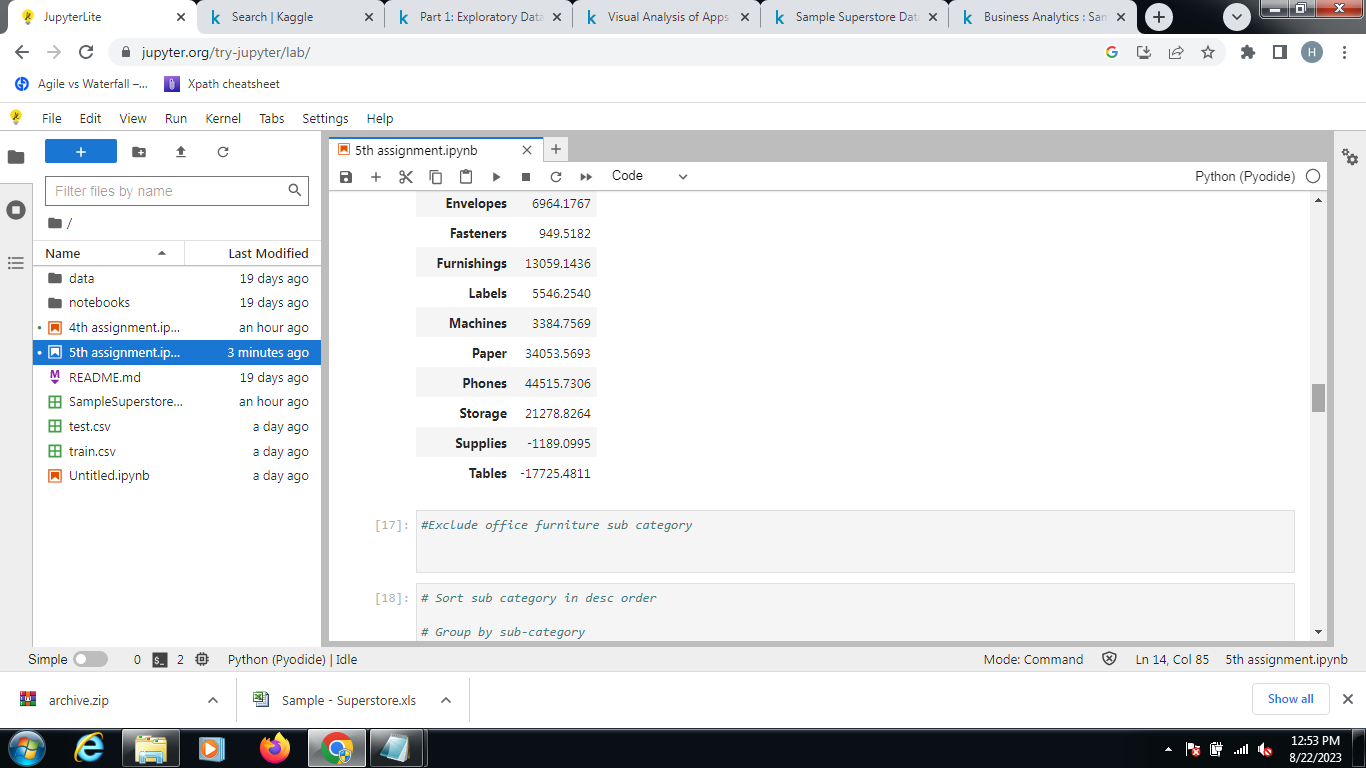 JupyterLite
Search | Kaggle
Part 1: Exploratory Data
Visual Analysis of Apps
Sample Superstore Data
Business Analytics : Sam
jupyter.org/try-jupyter/lab/
H
Agile vs Waterfall –...
Xpath cheatsheet
File Edit View Run Kernel Tabs Settings Help
5th assignment.ipynb
Code
Python (Pyodide)
Filter files by name
/
Name Last Modified
data 19 days ago
notebooks 19 days ago
4th assignment.ip... an hour ago
5th assignment.ip... 3 minutes ago
README.md 19 days ago
SampleSuperstore... an hour ago
test.csv a day ago
train.csv a day ago
Untitled.ipynb a day ago
Envelopes 6964.1767
Fasteners 949.5182
Furnishings 13059.1436
Labels 5546.2540
Machines 3384.7569
Paper 34053.5693
Phones 44515.7306
Storage 21278.8264
Supplies -1189.0995
Tables -17725.4811
[17]: #Exclude office furniture sub category
[18]: # Sort sub category in desc order
# Group by sub-category
Simple 0 2 Python (Pyodide) | Idle Mode: Command Ln 14, Col 85 5th assignment.ipynb
archive.zip
Sample - Superstore.xls
Show all
12:53 PM
8/22/2023